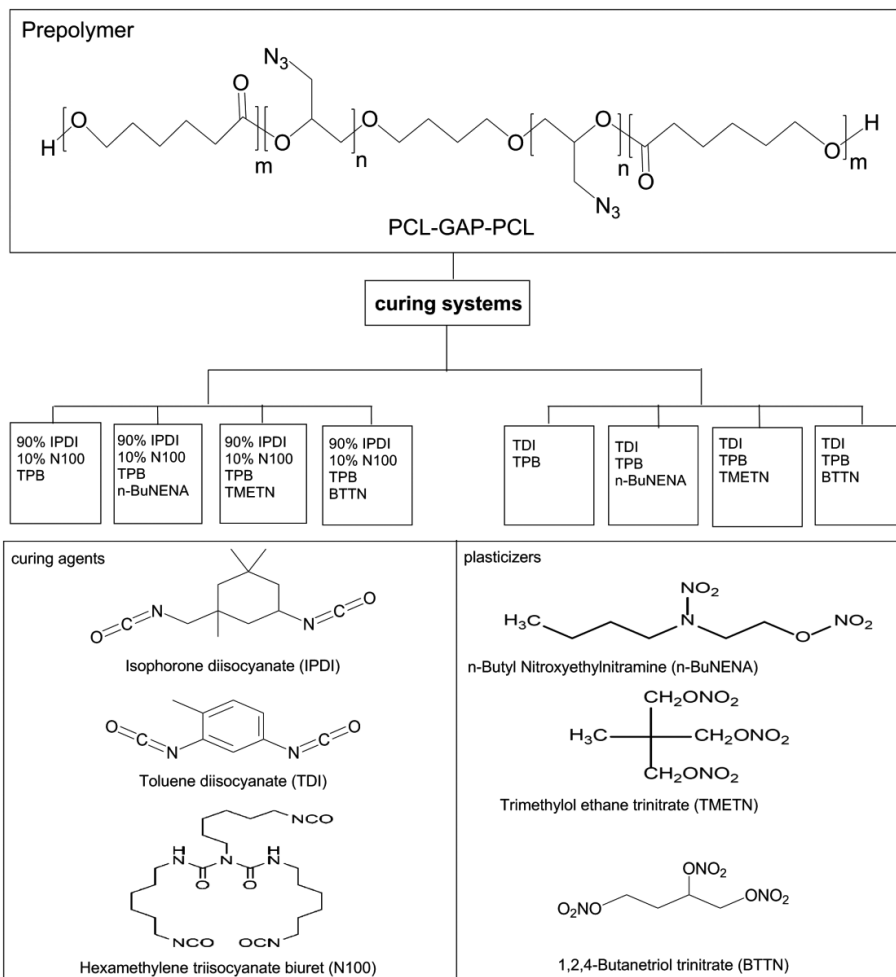 Prepolymer
N₃
O
H
O
m
O
n
O
O
O
n
O
O
H
m
N₃
PCL-GAP-PCL
curing systems
90% IPDI
10% N100
TPB
90% IPDI
10% N100
TPB
n-BuNENA
90% IPDI
10% N100
TPB
TMETN
90% IPDI
10% N100
TPB
BTTN
TDI
TPB
TDI
TPB
n-BuNENA
TDI
TPB
TMETN
TDI
TPB
BTTN
curing agents
O C N N C O
Isophorone diisocyanate (IPDI)
O C N N C O
Toluene diisocyanate (TDI)
NCO
H N N H N
O O
NCO OCN
Hexamethylene triisocyanate biuret (N100)
plasticizers
NO₂
H₃C N O NO₂
n-Butyl Nitroxyethylnitramine (n-BuNENA)
CH₂ONO₂
H₃C CH₂ONO₂
CH₂ONO₂
Trimethylol ethane trinitrate (TMETN)
ONO₂
O₂NO ONO₂
1,2,4-Butanetriol trinitrate (BTTN)